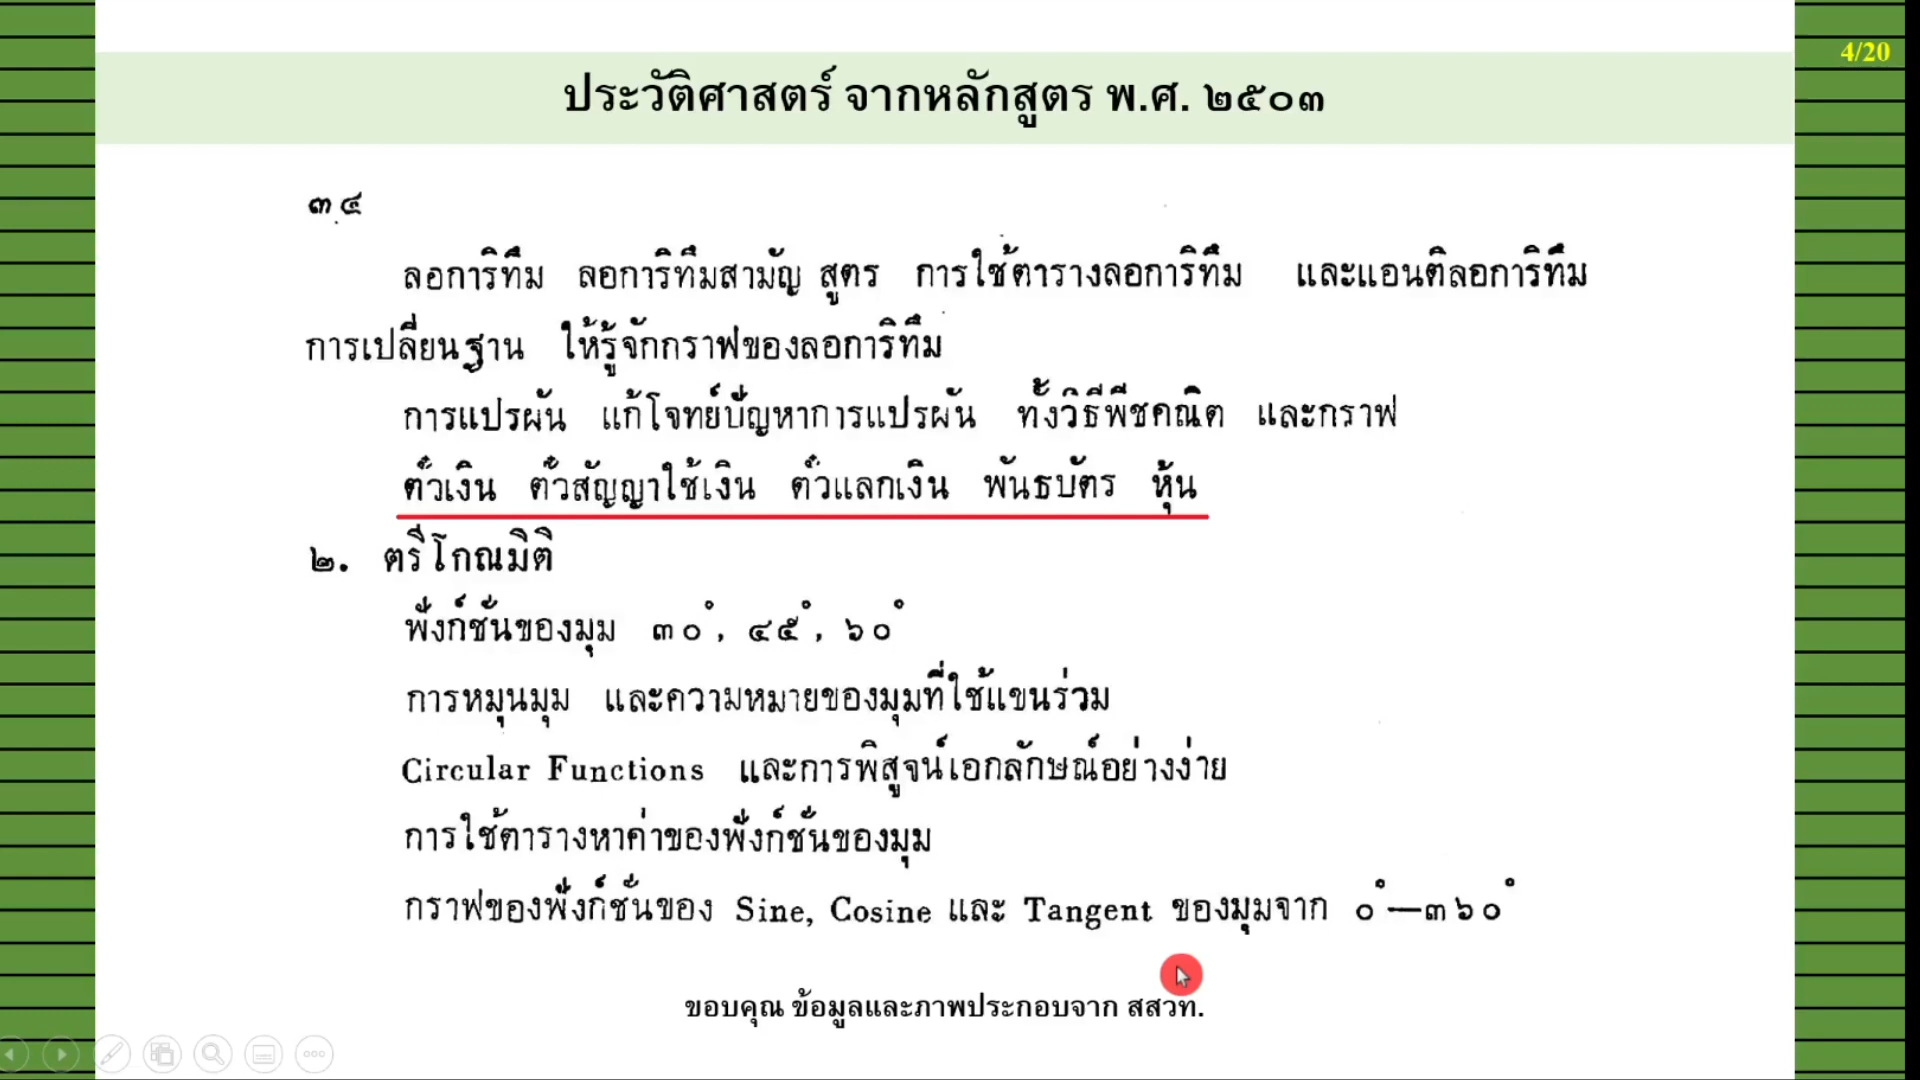 4/20
ประวัติศาสตร์ จากหลักสูตร พ.ศ. ๒๕๐๓
๓๔
ลอการิทึม ลอการิทึมสามัญ สูตร การใช้ตารางลอการิทึม และแอนติลอการิทึม
การเปลี่ยนฐาน ให้รู้จักกราฟของลอการิทึม
การแปรผัน แก้โจทย์ปัญหาการแปรผัน ทั้งวิธีพีชคณิต และกราฟ
ตั๋วเงิน ตั๋วสัญญาใช้เงิน ตั๋วแลกเงิน พันธบัตร หุ้น
๒. ตรีโกณมิติ
ฟังก์ชั่นของมุม ๓๐°, ๔๕°, ๖๐°
การหมุนมุม และความหมายของมุมที่ใช้แขนร่วม
Circular Functions และการพิสูจน์เอกลักษณ์อย่างง่าย
การใช้ตารางหาค่าของฟังก์ชั่นของมุม
กราฟของฟังก์ชั่นของ Sine, Cosine และ Tangent ของมุมจาก ๐°—๓๖๐°
ขอบคุณ ข้อมูลและภาพประกอบจาก สสวท.